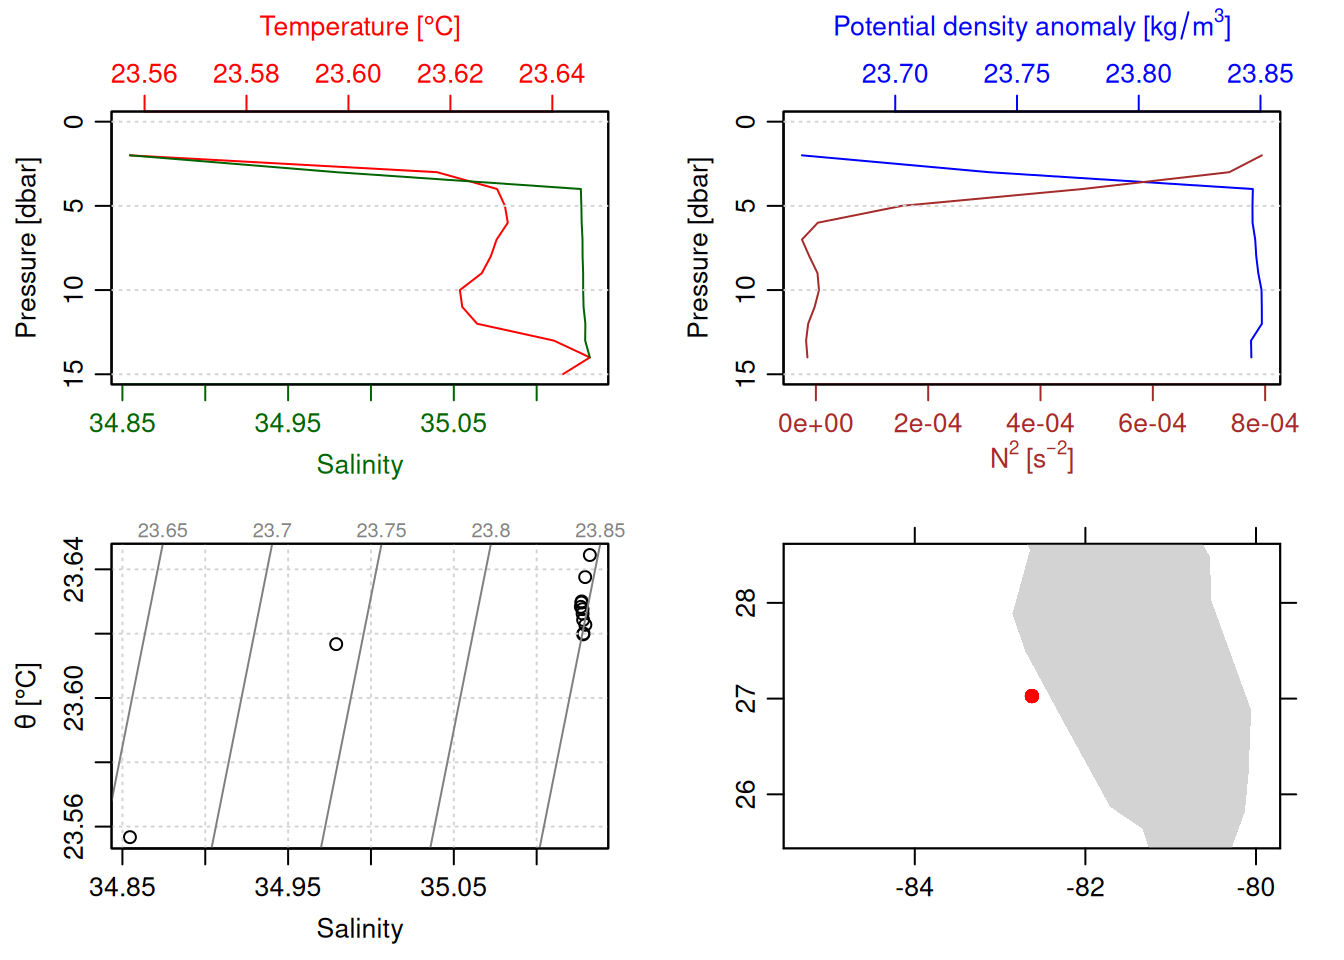 Temperature [°C]
23.56 23.58 23.60 23.62 23.64
Pressure [dbar]
0
5
10
15
34.85 34.95 35.05
Salinity
Potential density anomaly [kg/m³]
23.70 23.75 23.80 23.85
Pressure [dbar]
0
5
10
15
0e+00 2e-04 4e-04 6e-04 8e-04
N² [s⁻²]
23.65 23.7 23.75 23.8 23.85
θ [°C]
23.64
23.60
23.56
34.85 34.95 35.05
Salinity
28
27
26
-84 -82 -80